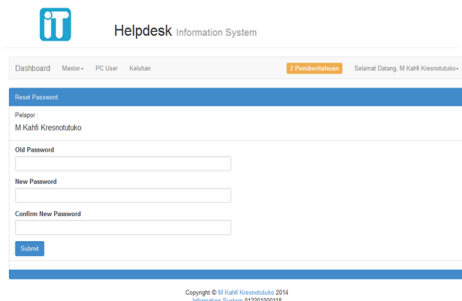 iT
Helpdesk Information System
Dashboard Master PC User Keluhan 2 Pemberitahuan Selamat Datang, M Kahfi Kresnotutuko
Reset Password
Pelapor :
M Kahfi Kresnotutuko
Old Password
New Password
Confirm New Password
Submit
Copyright © M Kahfi Kresnotutuko 2014
Information System